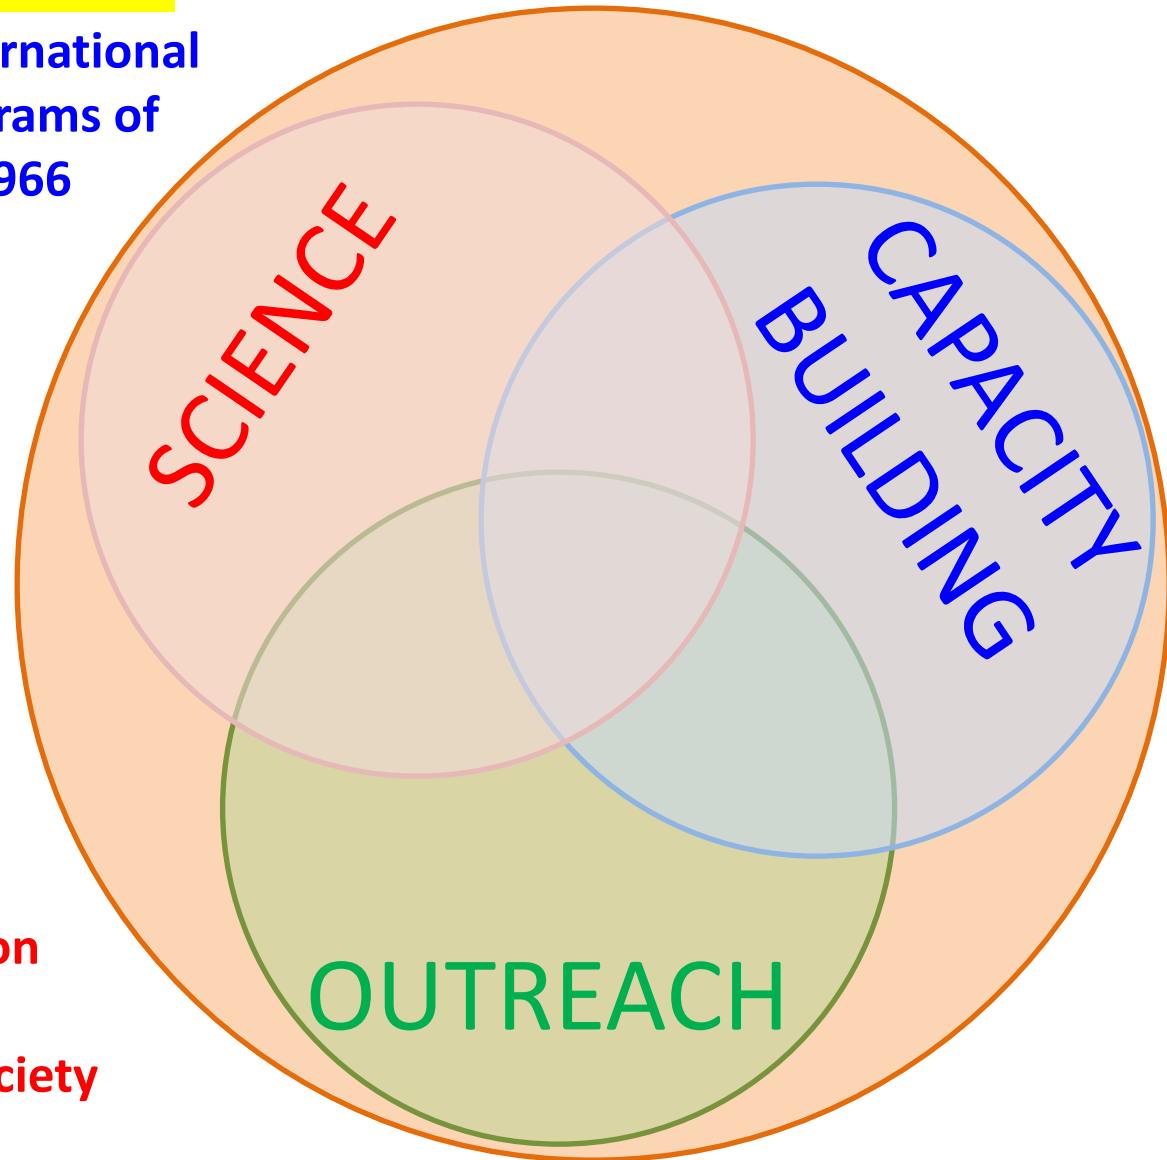 rnational
rams of
966
SCIENCE
CAPACITY
BUILDING
on
OUTREACH
ciety